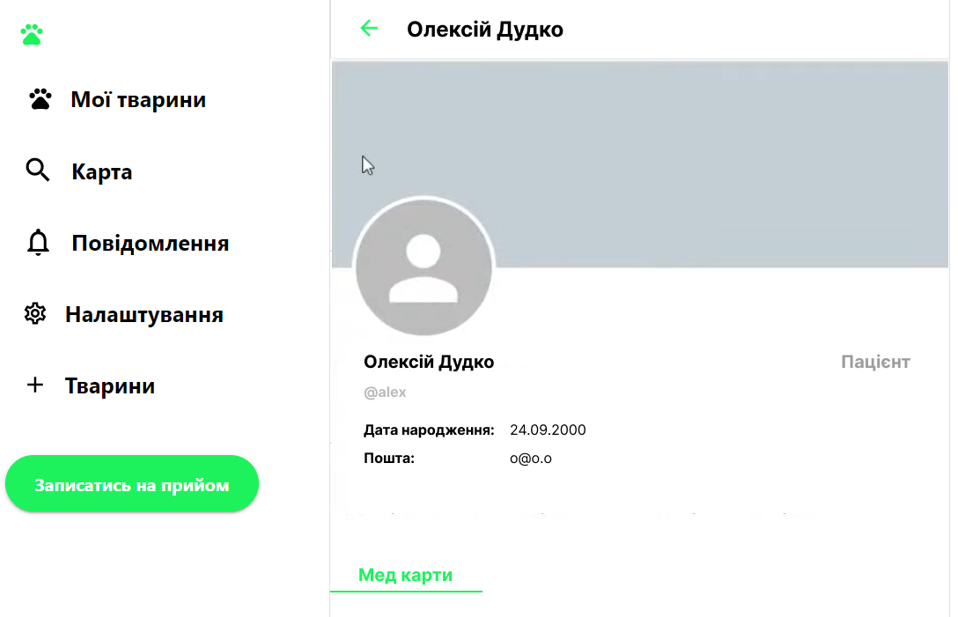 Мої тварини
Карта
Повідомлення
Налаштування
Тварини
Записатись на прийом
Олексій Дудко
Олексій Дудко
Пацієнт
@alex
Дата народження: 24.09.2000
Пошта: o@o.o
Мед карти